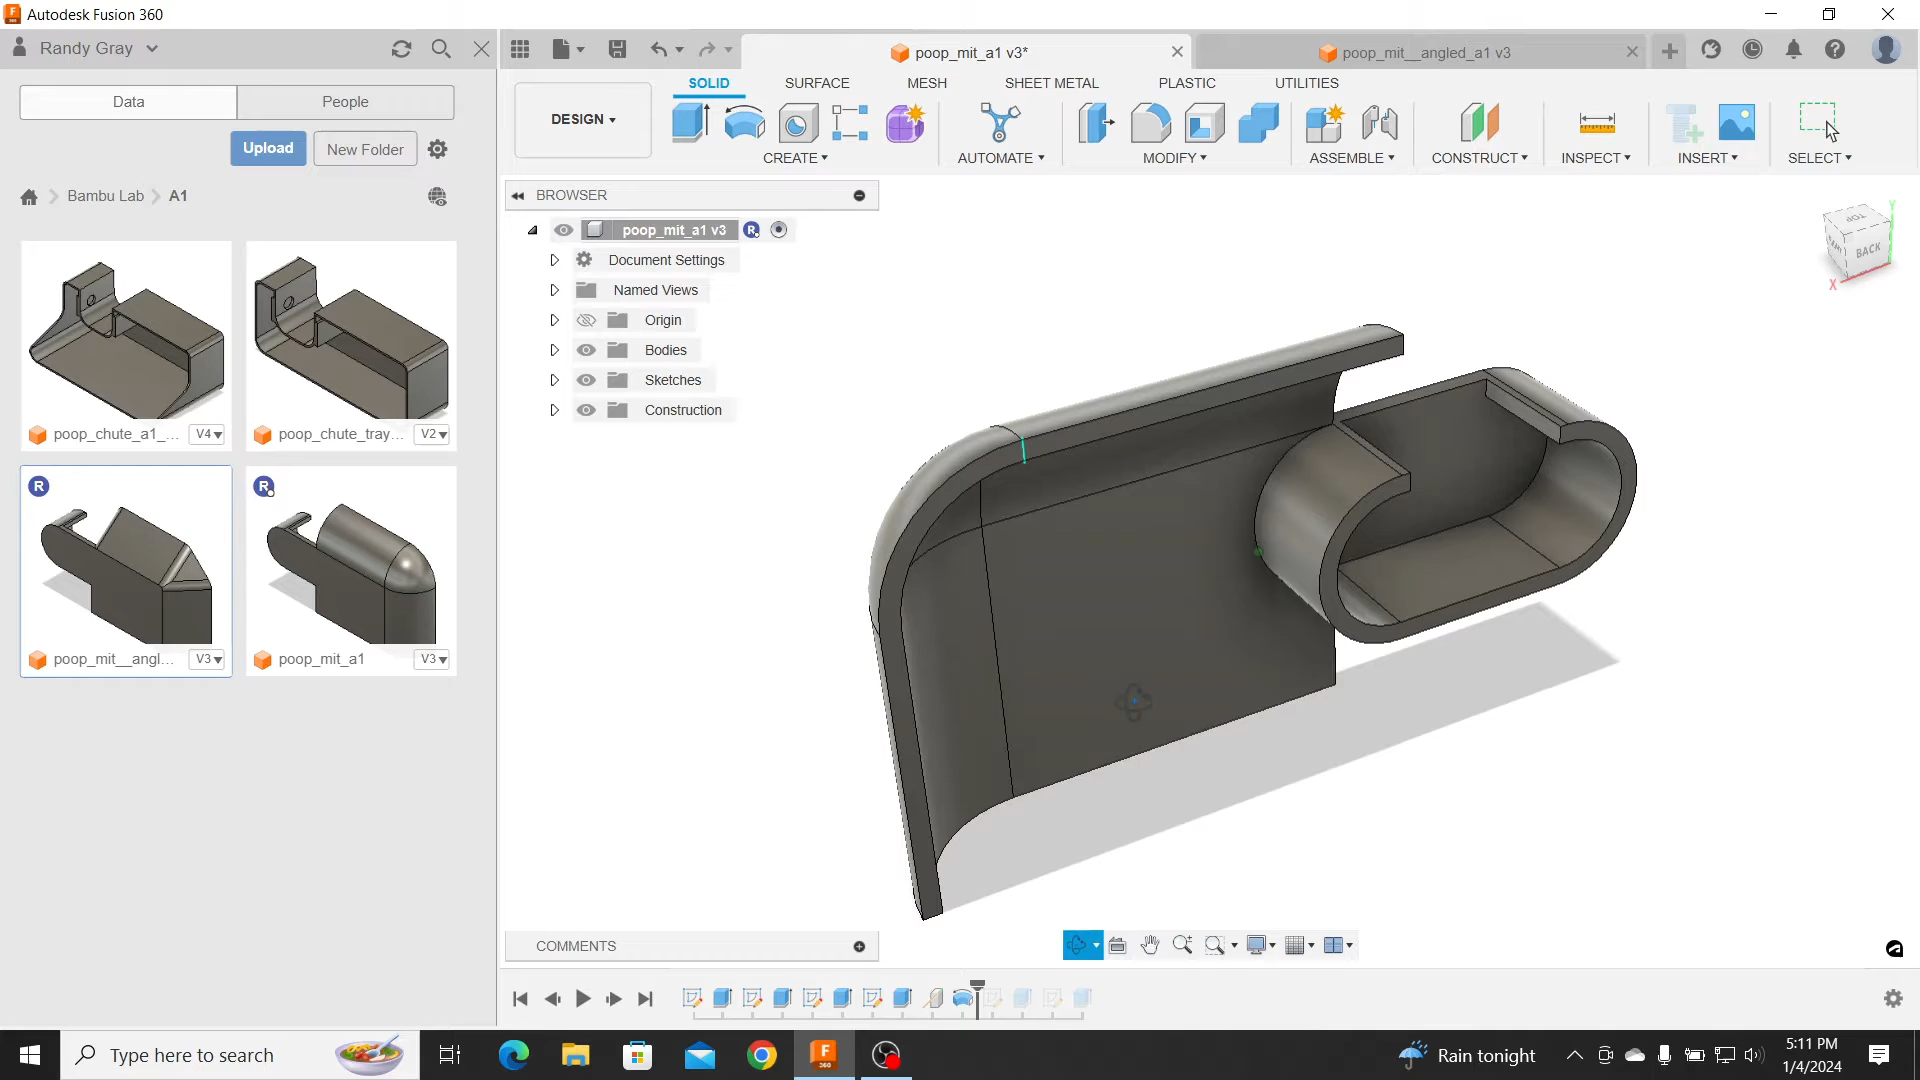 Autodesk Fusion 360
Randy Gray
poop_mit_a1 v3*
poop_mit__angled_a1 v3
Data
People
SOLID
SURFACE
MESH
SHEET METAL
PLASTIC
UTILITIES
DESIGN
Upload
New Folder
CREATE
AUTOMATE
MODIFY
ASSEMBLE
CONSTRUCT
INSPECT
INSERT
SELECT
Bambu Lab
A1
BROWSER
poop_mit_a1 v3
R
Document Settings
Named Views
Origin
Bodies
Sketches
Construction
TOP
BACK
Y
X
poop_chute_a1_...
V4
poop_chute_tray...
V2
R
R
poop_mit__angl...
V3
poop_mit_a1
V3
COMMENTS
Type here to search
F
360
Rain tonight
5:11 PM
1/4/2024